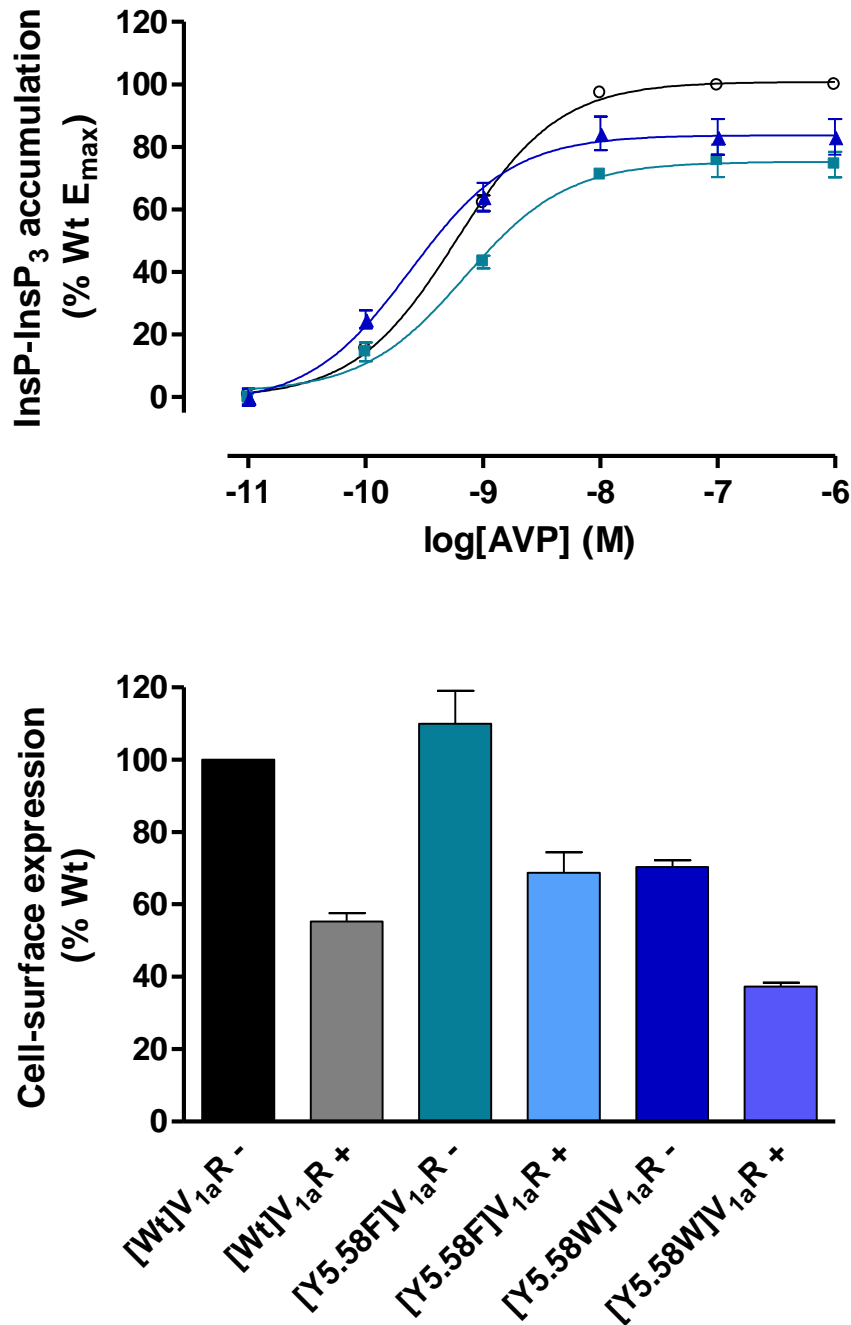 InsP-InsP₃ accumulation
(% Wt Eₘₐₓ)
120
100
80
60
40
20
0
-11 -10 -9 -8 -7 -6
log[AVP] (M)
Cell-surface expression
(% Wt)
120
100
80
60
40
20
0
[Wt]V₁ₐR -
[Wt]V₁ₐR +
[Y5.58F]V₁ₐR -
[Y5.58F]V₁ₐR +
[Y5.58W]V₁ₐR -
[Y5.58W]V₁ₐR +